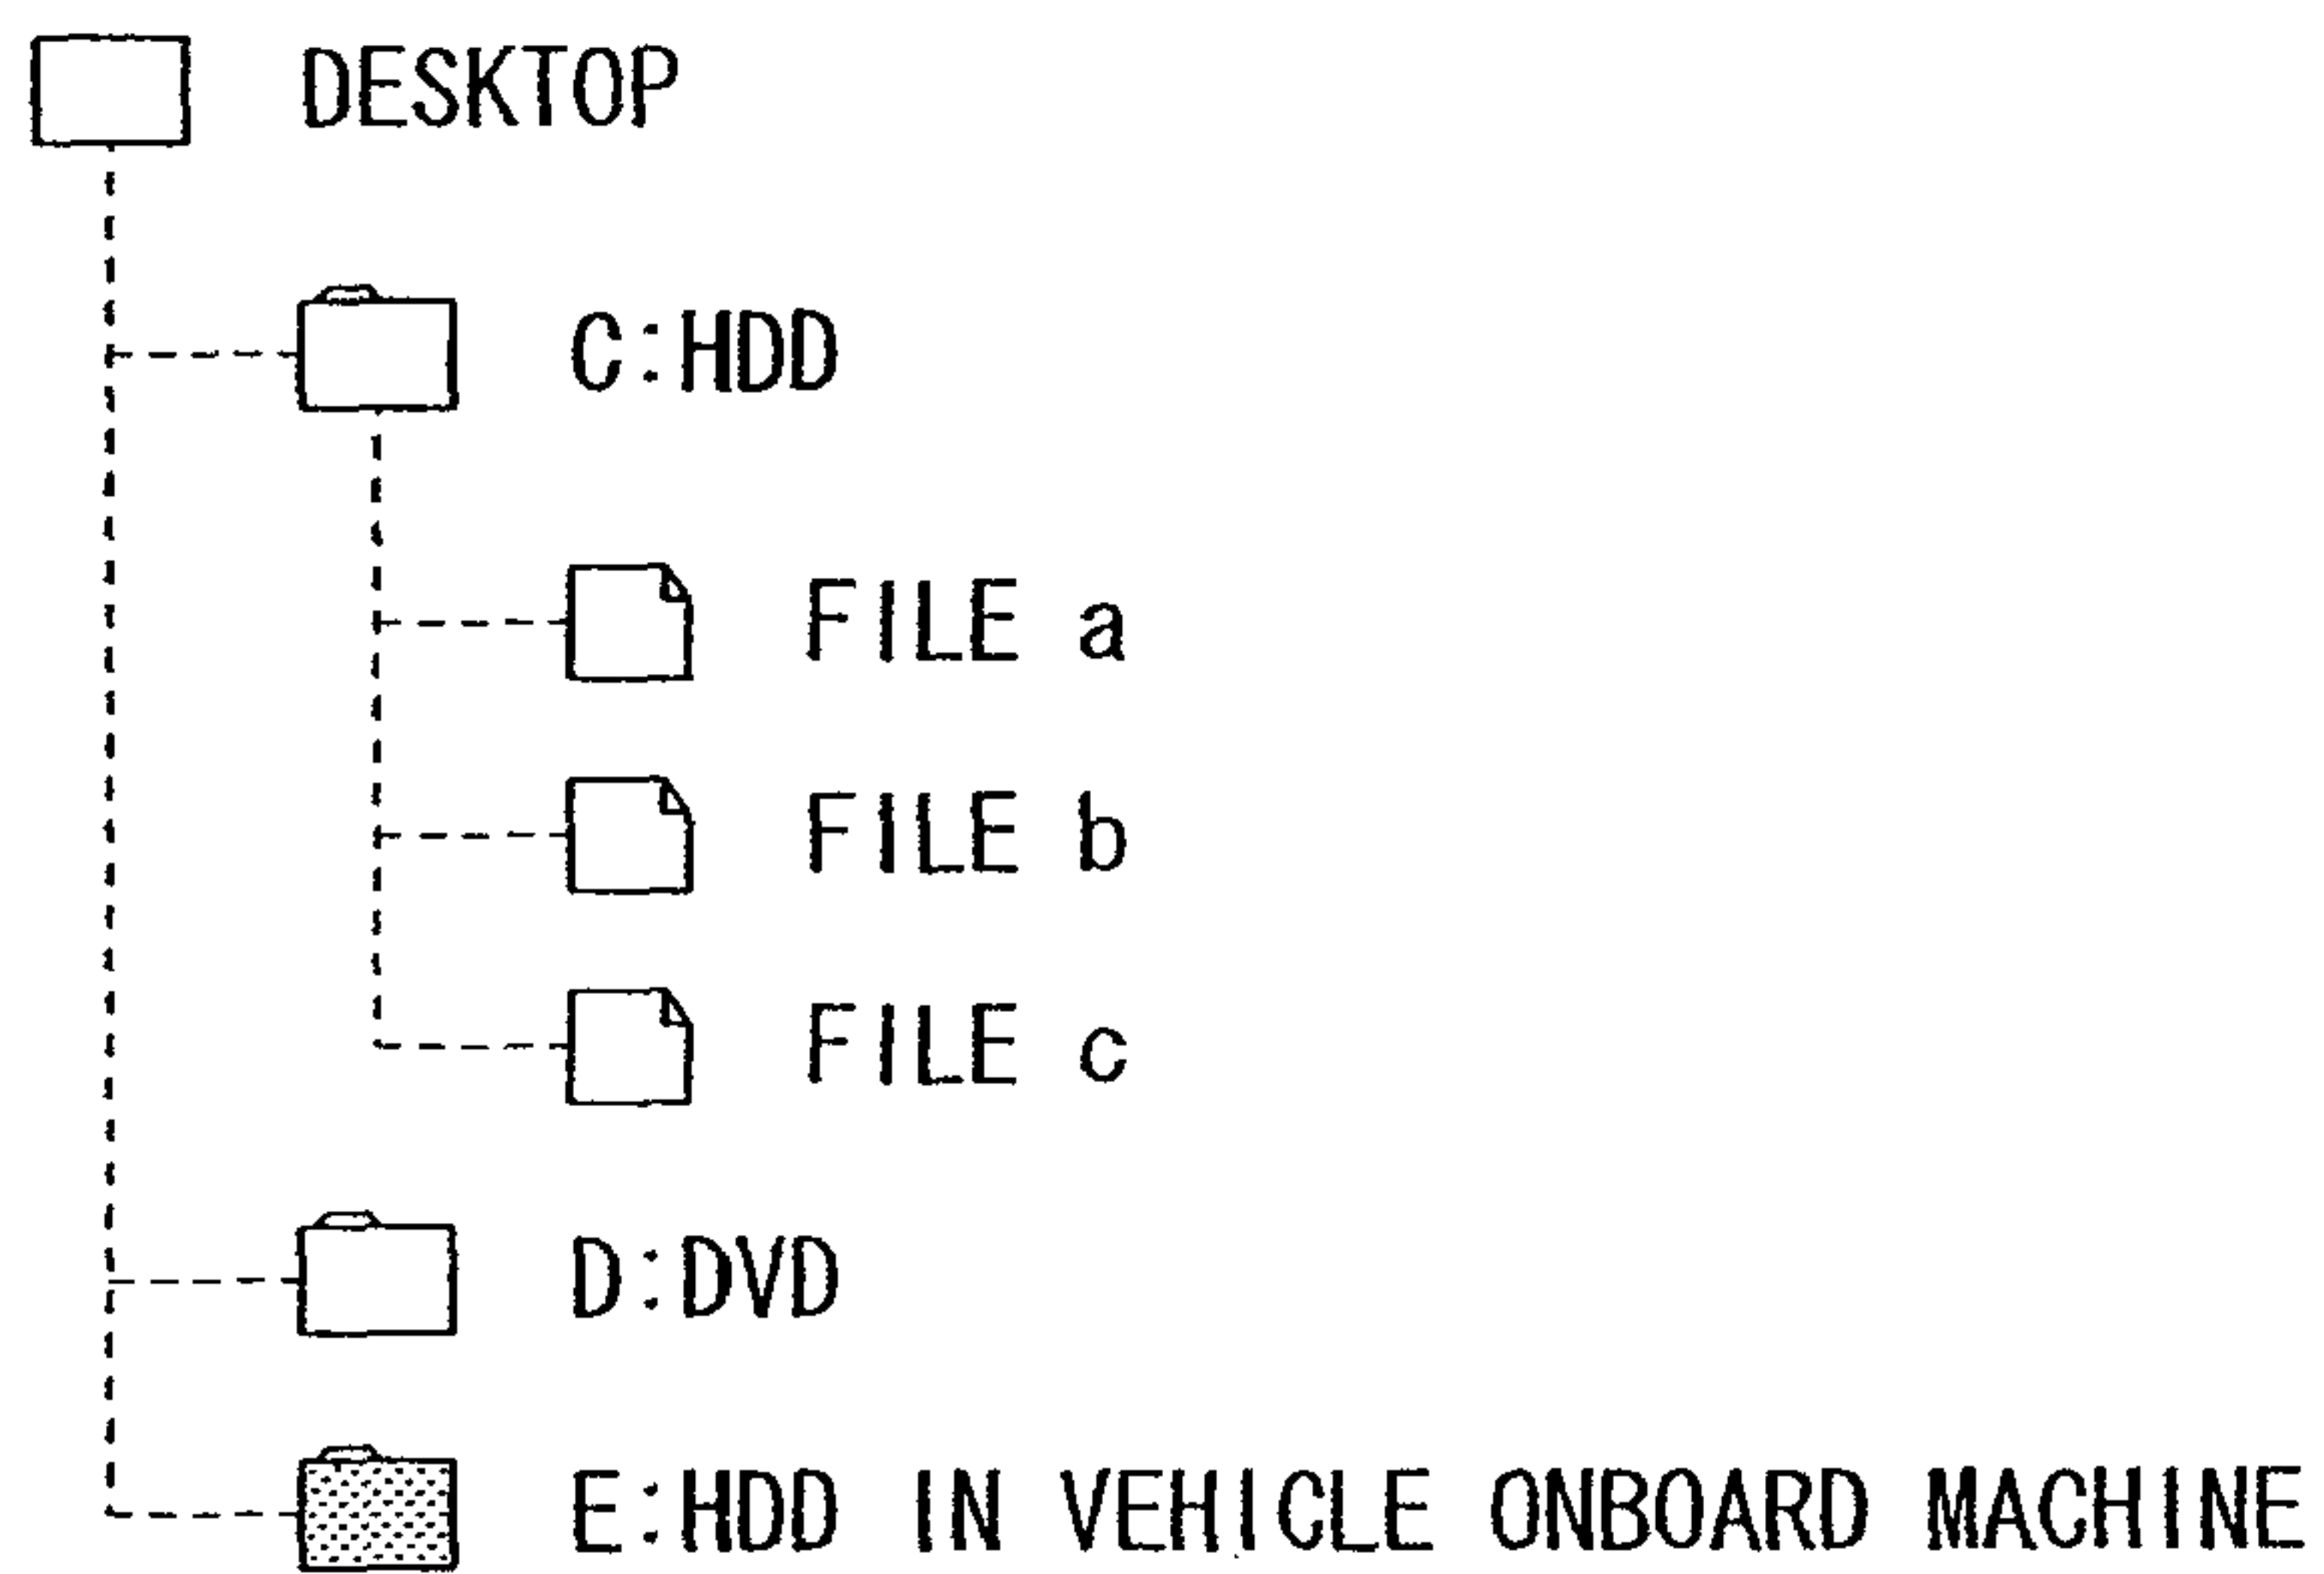 DESKTOP
C:HDD
FILE a
FILE b
FILE c
D:DVD
E:HDD IN VEHICLE ONBOARD MACHINE